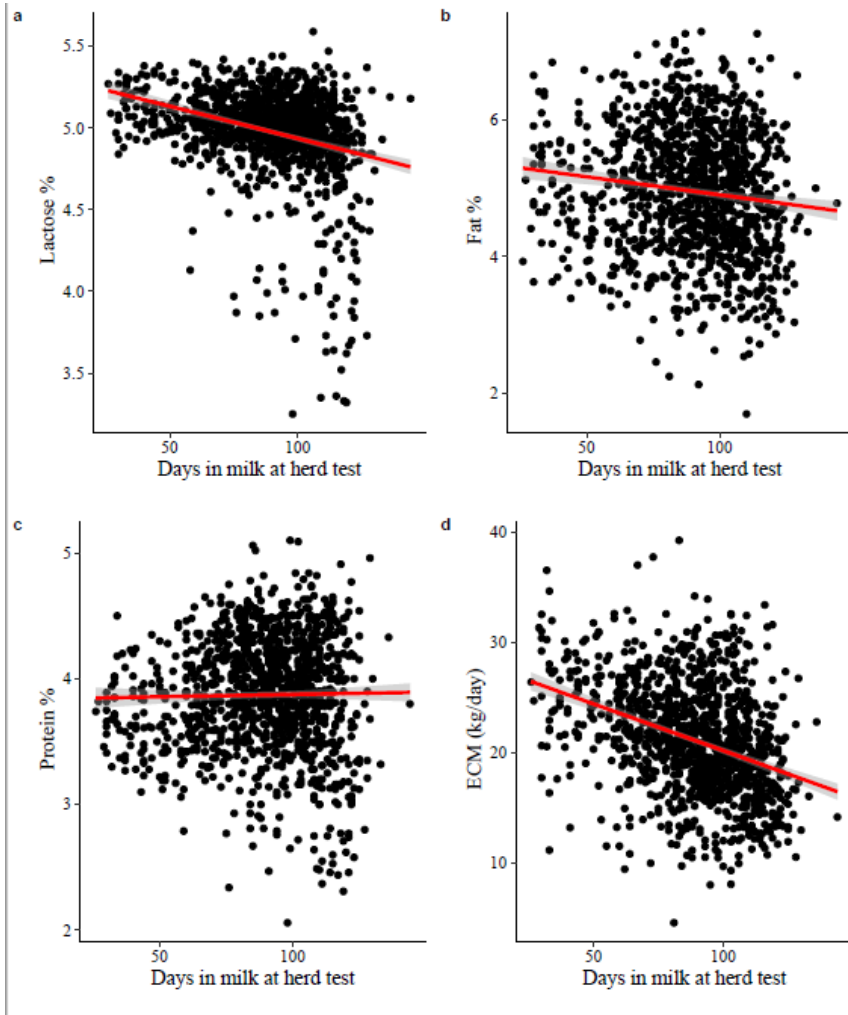 a
b
5.5
5.0
4.5
4.0
3.5
Lactose %
50
100
Days in milk at herd test
6
4
2
Fat %
50
100
Days in milk at herd test
c
d
5
4
3
2
Protein %
50
100
Days in milk at herd test
40
30
20
10
ECM (kg/day)
50
100
Days in milk at herd test